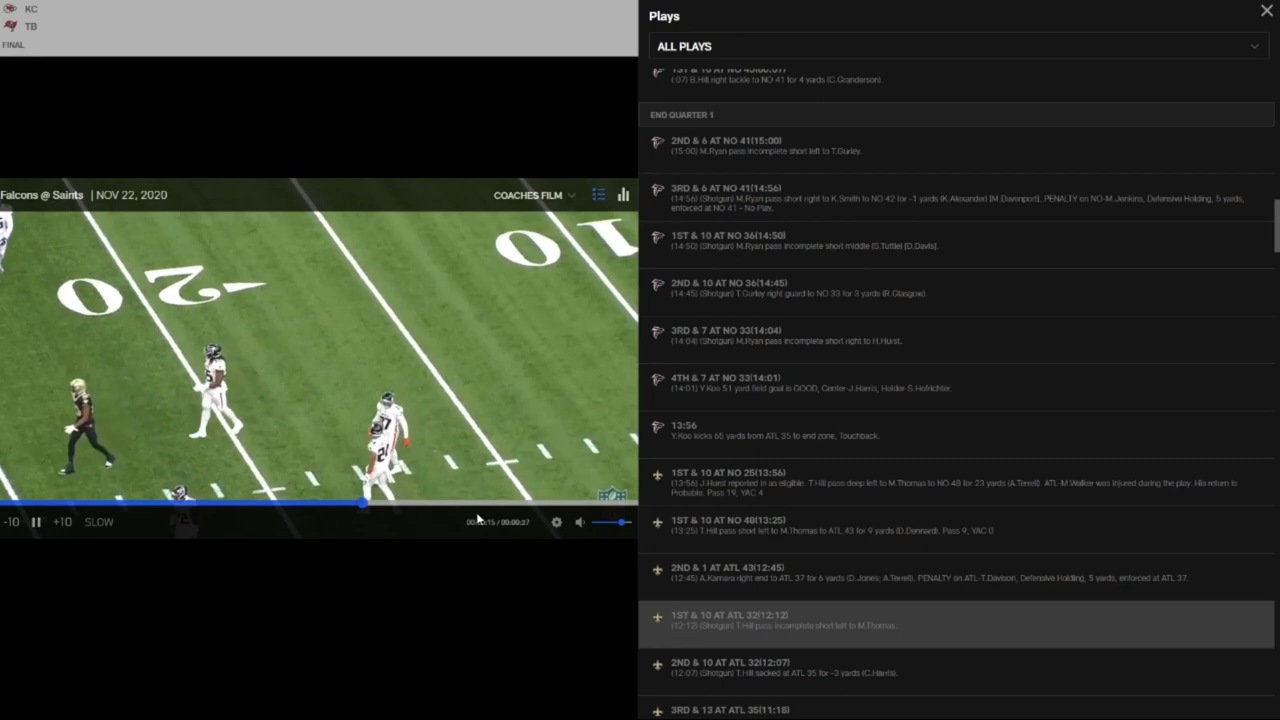 KC
TB
FINAL
Falcons @ Saints | NOV 22, 2020
COACHES FILM
0 2 -
0 1
-10
+10
SLOW
/ 00:00:27
Plays
ALL PLAYS
(:07) B.Hill right tackle to NO 41 for 4 yards (C.Granderson).
END QUARTER 1
2ND & 6 AT NO 41(15:00)
(15:00) M.Ryan pass incomplete short left to T.Gurley.
3RD & 6 AT NO 41(14:56)
(14:56) (Shotgun) M.Ryan pass short right to K.Smith to NO 42 for -1 yards (K.Alexander) [M.Davenport]. PENALTY on NO-M.Jenkins, Defensive Holding, 5 yards,
enforced at NO 41 - No Play.
1ST & 10 AT NO 36(14:50)
(14:50) (Shotgun) M.Ryan pass incomplete short middle (S.Tuttle) [D.Davis].
2ND & 10 AT NO 36(14:45)
(14:45) (Shotgun) T.Gurley right guard to NO 33 for 3 yards (R.Glasgow).
3RD & 7 AT NO 33(14:04)
(14:04) (Shotgun) M.Ryan pass incomplete short right to H.Hurst.
4TH & 7 AT NO 33(14:01)
(14:01) Y.Koo 51 yard field goal is GOOD, Center-J.Harris, Holder-S.Hofrichter.
13:56
Y.Koo kicks 65 yards from ATL 35 to end zone, Touchback.
1ST & 10 AT NO 25(13:56)
(13:56) J.Hurst reported in as eligible. T.Hill pass deep left to M.Thomas to NO 48 for 23 yards (A.Terrell). ATL-M.Walker was injured during the play. His return is
Probable. Pass 19, YAC 4
1ST & 10 AT NO 48(13:25)
(13:25) T.Hill pass short left to M.Thomas to ATL 43 for 9 yards (D.Dennard). Pass 9, YAC 0
2ND & 1 AT ATL 43(12:45)
(12:45) A.Kamara right end to ATL 37 for 6 yards (D.Jones; A.Terrell). PENALTY on ATL-T.Davison, Defensive Holding, 5 yards, enforced at ATL 37.
1ST & 10 AT ATL 32(12:12)
(12:12) (Shotgun) T.Hill pass incomplete short left to M.Thomas.
2ND & 10 AT ATL 32(12:07)
(12:07) (Shotgun) T.Hill sacked at ATL 35 for -3 yards (C.Harris).
3RD & 13 AT ATL 35(11:18)